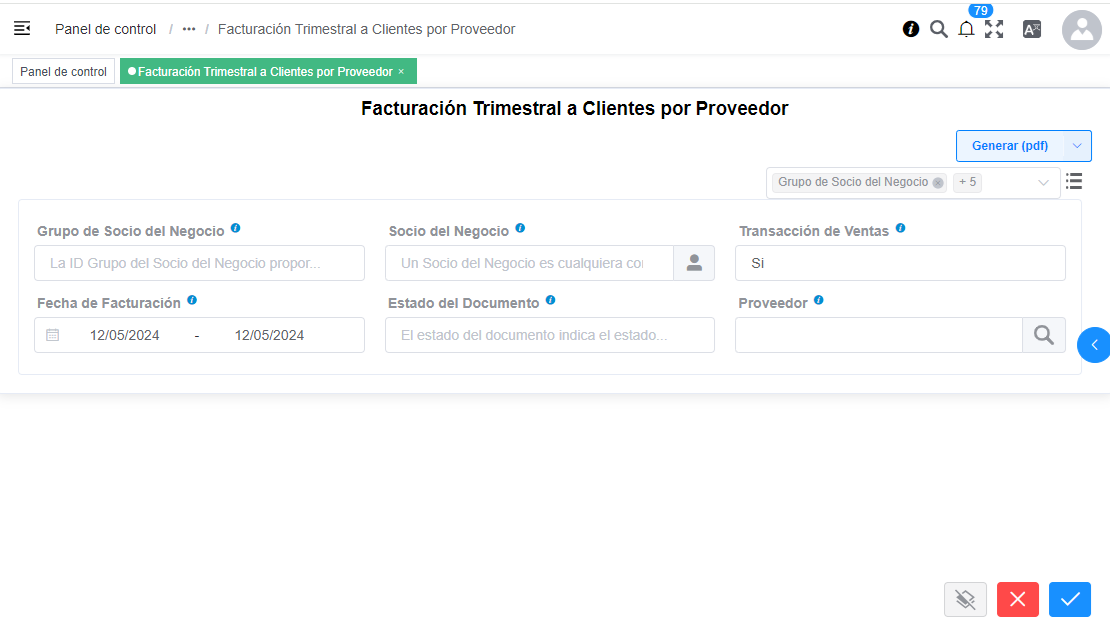 Panel de control / ••• / Facturación Trimestral a Clientes por Proveedor
79
Panel de control
Facturación Trimestral a Clientes por Proveedor ×
Facturación Trimestral a Clientes por Proveedor
Generar (pdf)
Grupo de Socio del Negocio + 5
Grupo de Socio del Negocio Socio del Negocio Transacción de Ventas
La ID Grupo del Socio del Negocio propor... Un Socio del Negocio es cualquiera co Si
Fecha de Facturación Estado del Documento Proveedor
12/05/2024 - 12/05/2024 El estado del documento indica el estado...